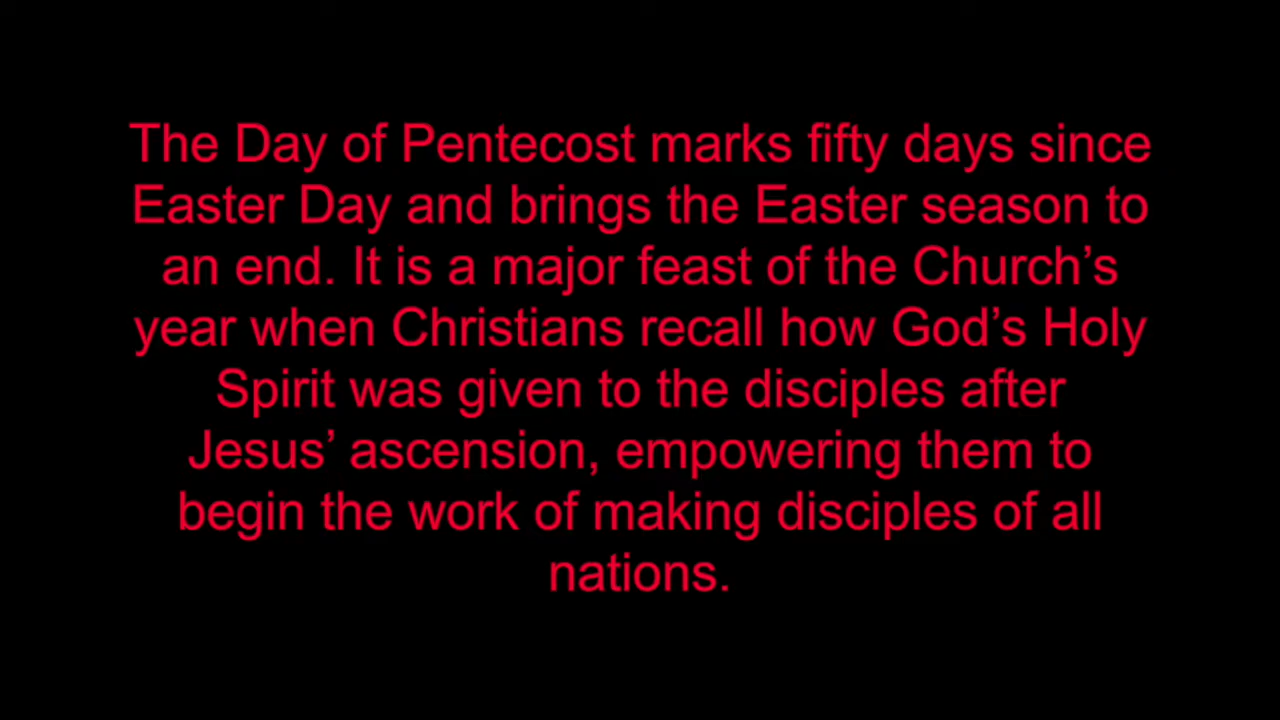 The Day of Pentecost marks fifty days since
Easter Day and brings the Easter season to
an end. It is a major feast of the Church’s
year when Christians recall how God’s Holy
Spirit was given to the disciples after
Jesus’ ascension, empowering them to
begin the work of making disciples of all
nations.